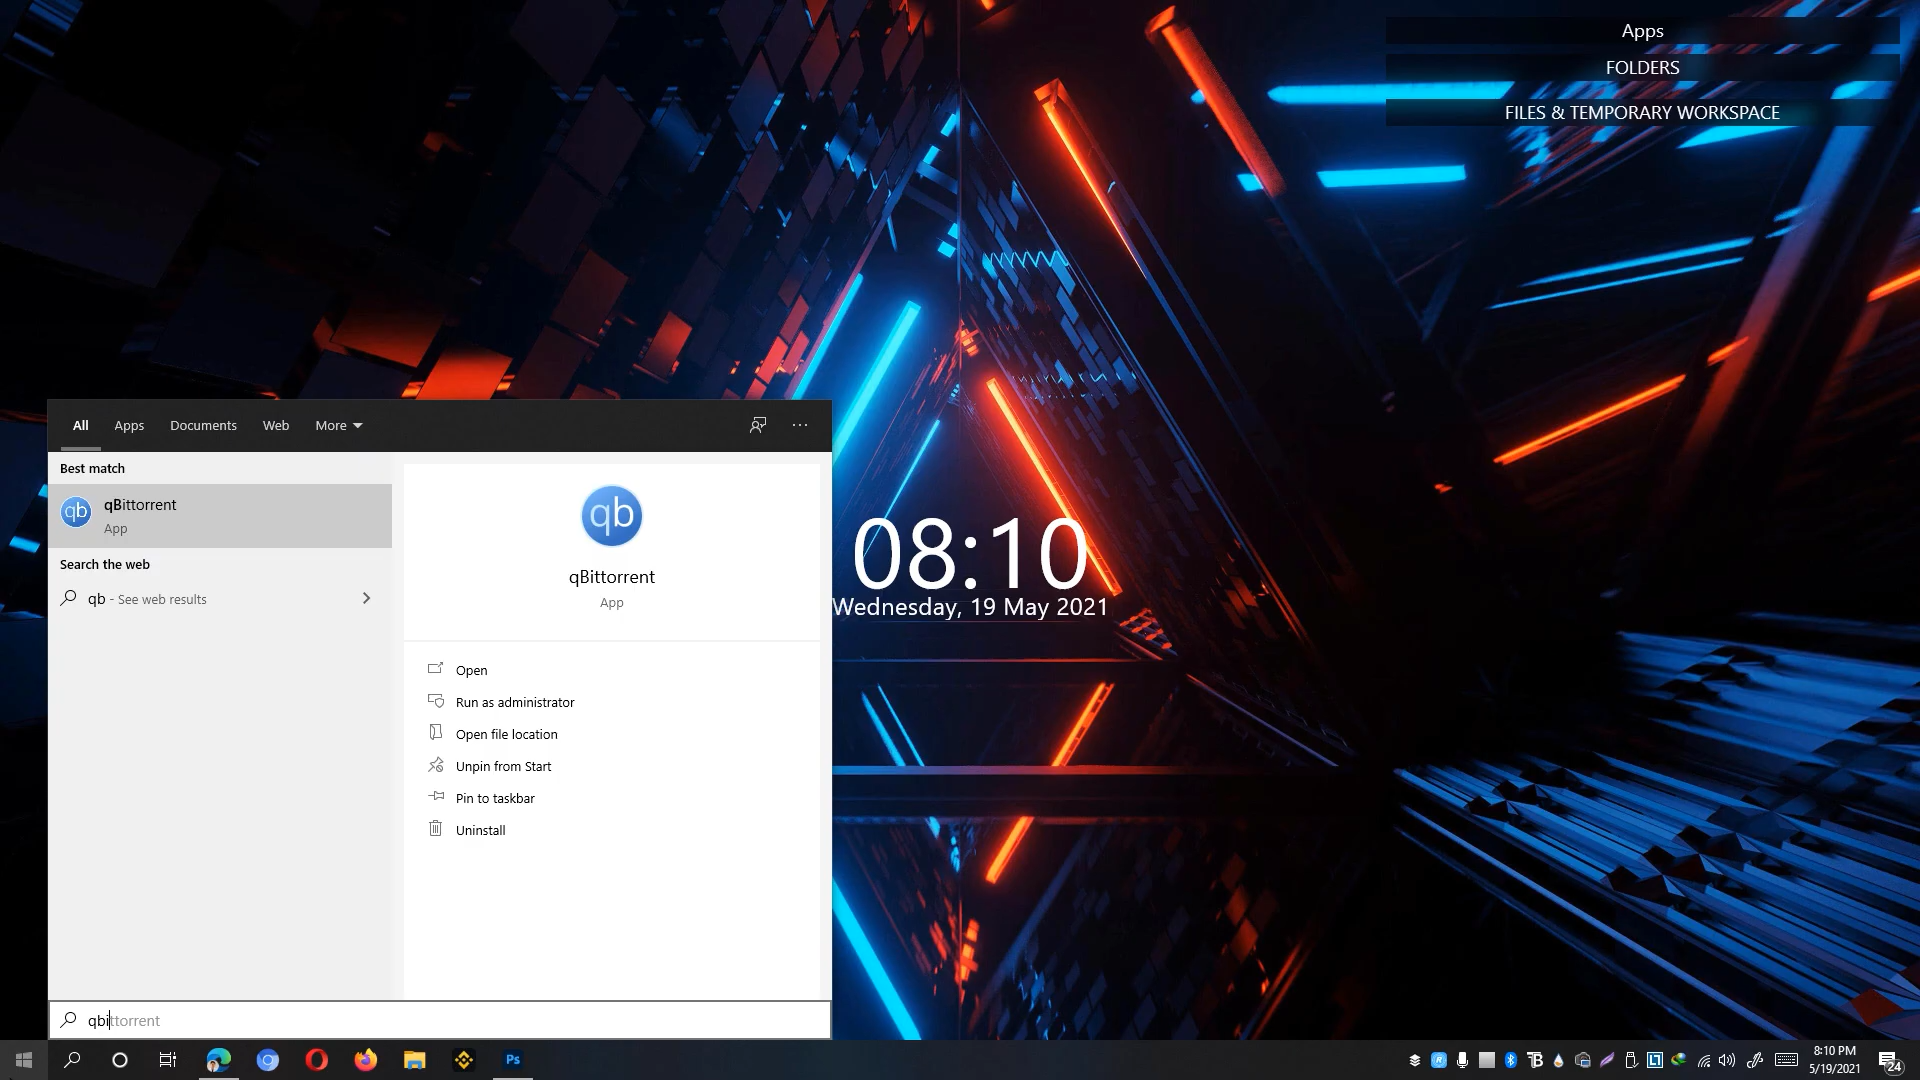 Apps
FOLDERS
FILES & TEMPORARY WORKSPACE
All Apps Documents Web More
Best match
qBittorrent
App
Search the web
qb - See web results
qb
qBittorrent
App
Open
Run as administrator
Open file location
Unpin from Start
Pin to taskbar
Uninstall
08:10
Wednesday, 19 May 2021
qbittorrent
Ps
8:10 PM
5/19/2021
24